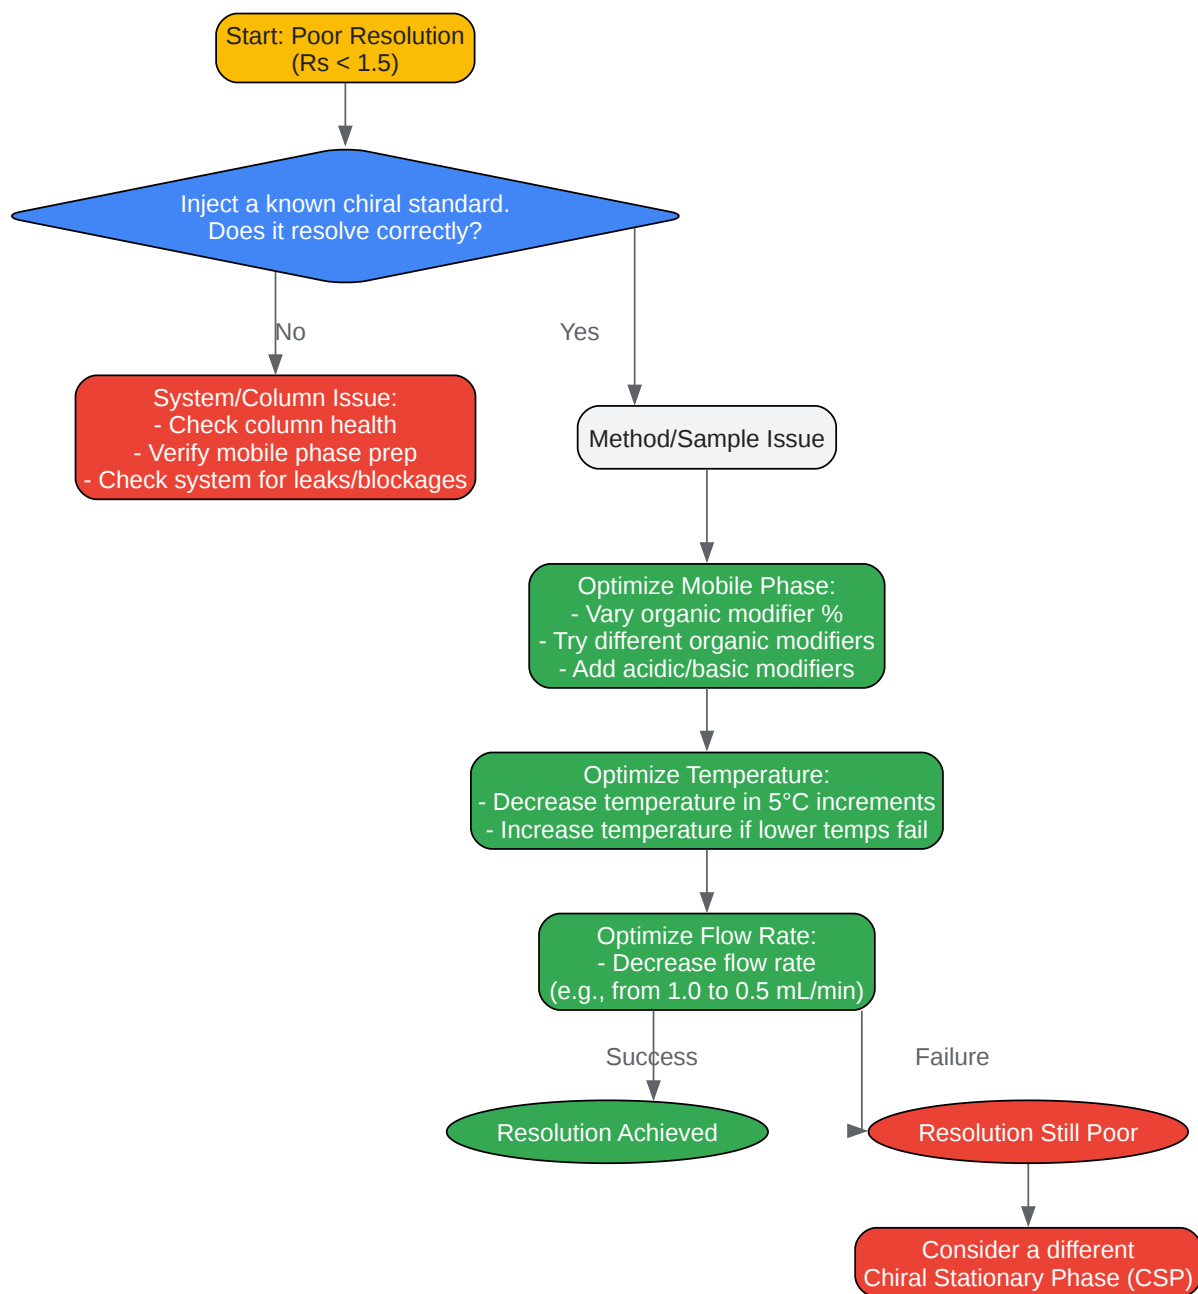 Start: Poor Resolution
(Rs < 1.5)
Inject a known chiral standard.
Does it resolve correctly?
No
Yes
System/Column Issue:
- Check column health
- Verify mobile phase prep
- Check system for leaks/blockages
Method/Sample Issue
Optimize Mobile Phase:
- Vary organic modifier %
- Try different organic modifiers
- Add acidic/basic modifiers
Optimize Temperature:
- Decrease temperature in 5°C increments
- Increase temperature if lower temps fail
Optimize Flow Rate:
- Decrease flow rate
(e.g., from 1.0 to 0.5 mL/min)
Success
Failure
Resolution Achieved
Resolution Still Poor
Consider a different
Chiral Stationary Phase (CSP)